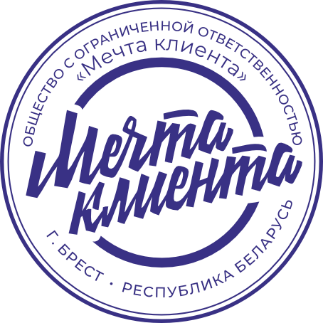 ОБЩЕСТВО С ОГРАНИЧЕННОЙ ОТВЕТСТВЕННОСТЬЮ
«Мечта клиента»
Мечта
клиента
Г. БРЕСТ • РЕСПУБЛИКА БЕЛАРУСЬ